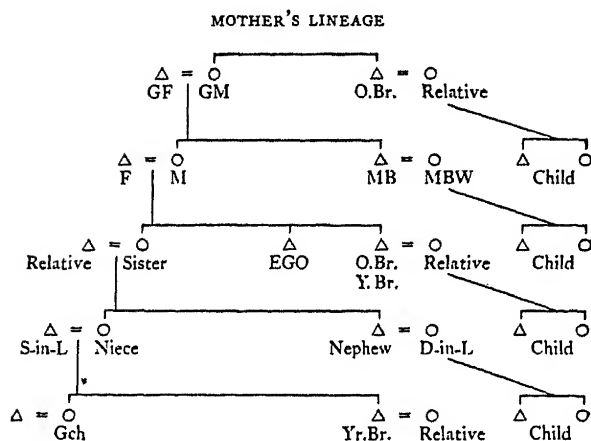 MOTHER'S LINEAGE
Δ = O Δ = O
GF GM O.Br. Relative
Δ = O Δ = O Δ Child O
F M MB MBW
Δ = O Δ Δ = O Δ Child O
Relative Sister EGO O.Br. Relative
Y. Br.
Δ = O Δ = O Δ Child O
S-in-L Niece Nephew D-in-L
Δ = O Δ = O Δ Child O
Gch Yr.Br. Relative